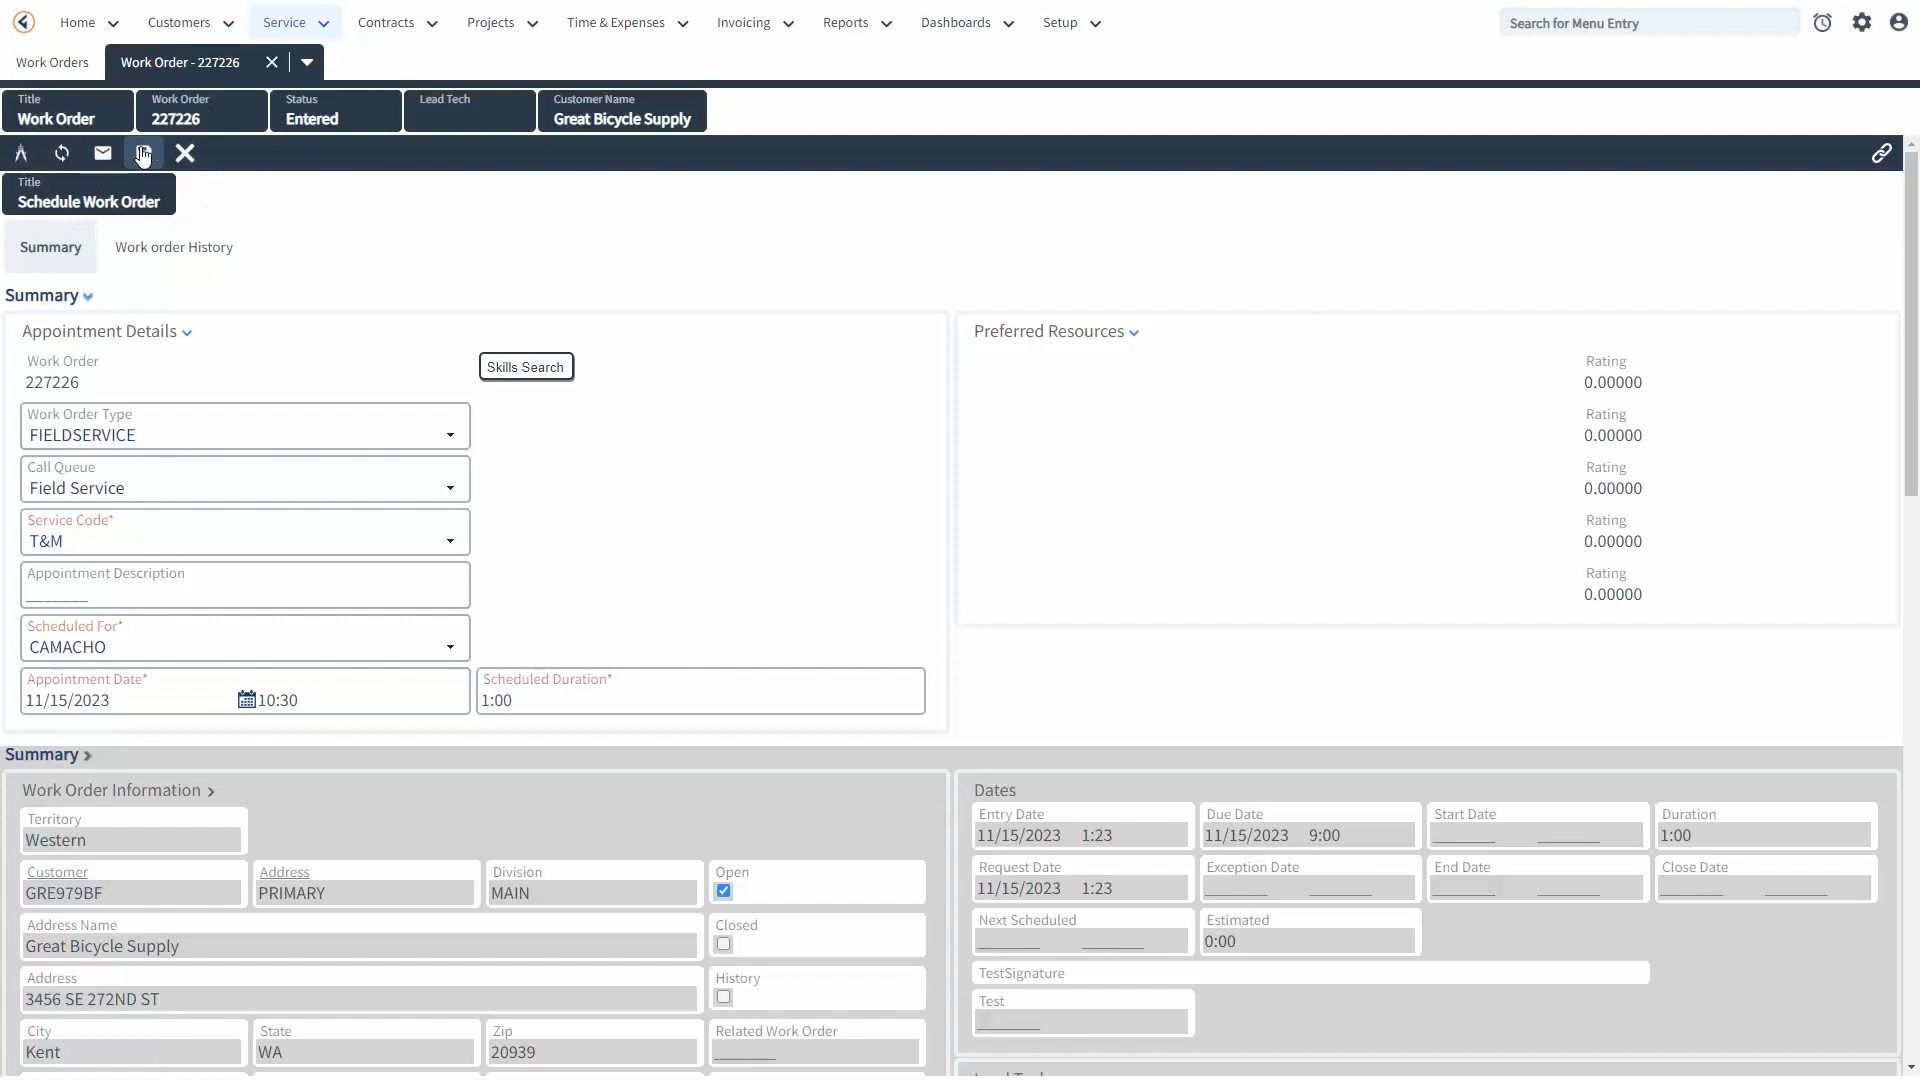 Home Customers Service Contracts Projects Time & Expenses Invoicing Reports Dashboards Setup Search for Menu Entry
Work Orders Work Order - 227226
Title Work Order Status Lead Tech Customer Name
Work Order 227226 Entered Great Bicycle Supply
Title
Schedule Work Order
Summary Work order History
Summary
Appointment Details
Work Order
227226
Skills Search
Work Order Type
FIELDSERVICE
Call Queue
Field Service
Service Code*
T&M
Appointment Description
Scheduled For*
CAMACHO
Appointment Date* Scheduled Duration*
11/15/2023 10:30 1:00
Preferred Resources
Rating
0.00000
Rating
0.00000
Rating
0.00000
Rating
0.00000
Rating
0.00000
Summary
Work Order Information
Territory
Western
Customer Address Division Open
GRE979BF PRIMARY MAIN
Address Name Closed
Great Bicycle Supply
Address History
3456 SE 272ND ST
City State Zip Related Work Order
Kent WA 20939
Dates
Entry Date Due Date Start Date Duration
11/15/2023 1:23 11/15/2023 9:00 1:00
Request Date Exception Date End Date Close Date
11/15/2023 1:23
Next Scheduled Estimated
0:00
TestSignature
Test